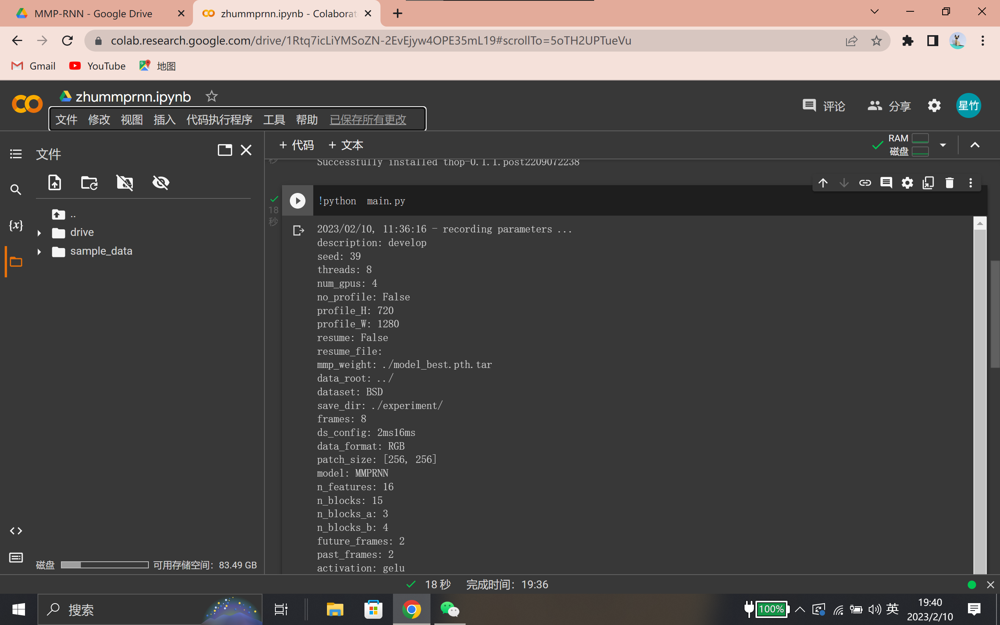 MMP-RNN - Google Drive
zhummprnn.ipynb - Colaborat
colab.research.google.com/drive/1Rtq7icLiYMSoZN-2EvEjyw4OPE35mL19#scrollTo=5oTH2UPTueVu
Gmail YouTube 地图
zhummprnn.ipynb
评论 分享 星竹
文件 修改 视图 插入 代码执行程序 工具 帮助 已保存所有更改
文件
+ 代码 + 文本
RAM
磁盘
Successfully installed thop-0.1.1.post2209072238
{x}
..
drive
sample_data
18
秒
!python main.py
2023/02/10, 11:36:16 - recording parameters ...
description: develop
seed: 39
threads: 8
num_gpus: 4
no_profile: False
profile_H: 720
profile_W: 1280
resume: False
resume_file:
mmp_weight: ./model_best.pth.tar
data_root: ../
dataset: BSD
save_dir: ./experiment/
frames: 8
ds_config: 2ms16ms
data_format: RGB
patch_size: [256, 256]
model: MMPRNN
n_features: 16
n_blocks: 15
n_blocks_a: 3
n_blocks_b: 4
future_frames: 2
past_frames: 2
activation: gelu
磁盘 可用存储空间：83.49 GB
18 秒 完成时间：19:36
搜索
100%
英
19:40
2023/2/10